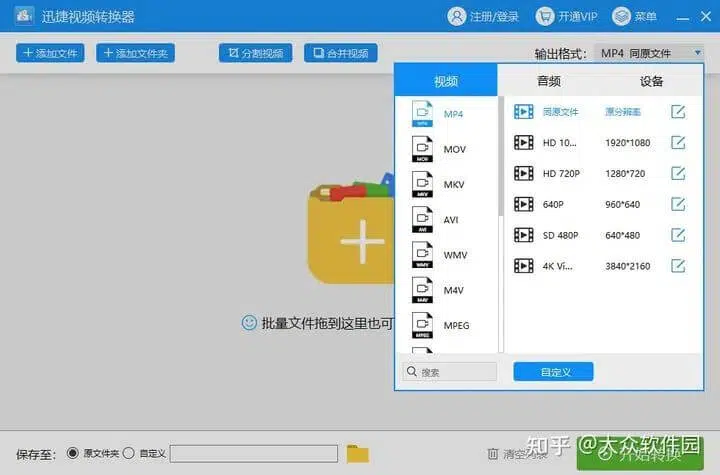 迅捷视频转换器 注册/登录 开通VIP 菜单
添加文件 添加文件夹 分割视频 合并视频 输出格式: MP4 同原文件
视频 音频 设备
MP4 同原文件 原分辨率
MOV HD 10... 1920*1080
MKV HD 720P 1280*720
AVI 640P 960*640
WMV SD 480P 640*480
M4V 4K Vi... 3840*2160
MPEG
批量文件拖到这里也可
搜索 自定义
保存至: 原文件夹 自定义 清空列表 开始转换
知乎 @大众软件园